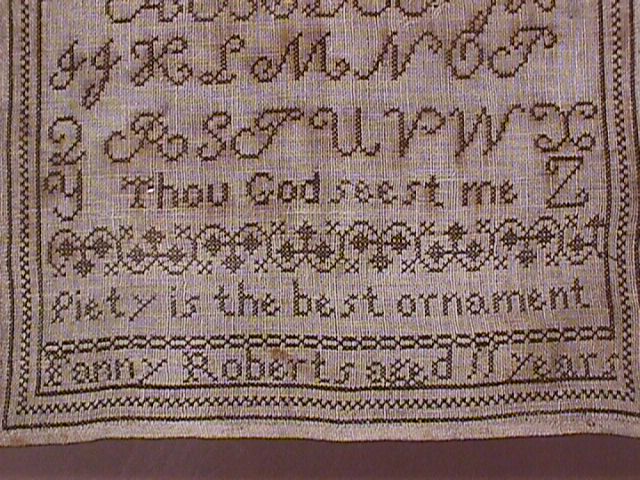 I J K L M N O P
Q R S T U V W X
Y Thou God seest me Z
Piety is the best ornament
Fanny Roberts aged 11 years